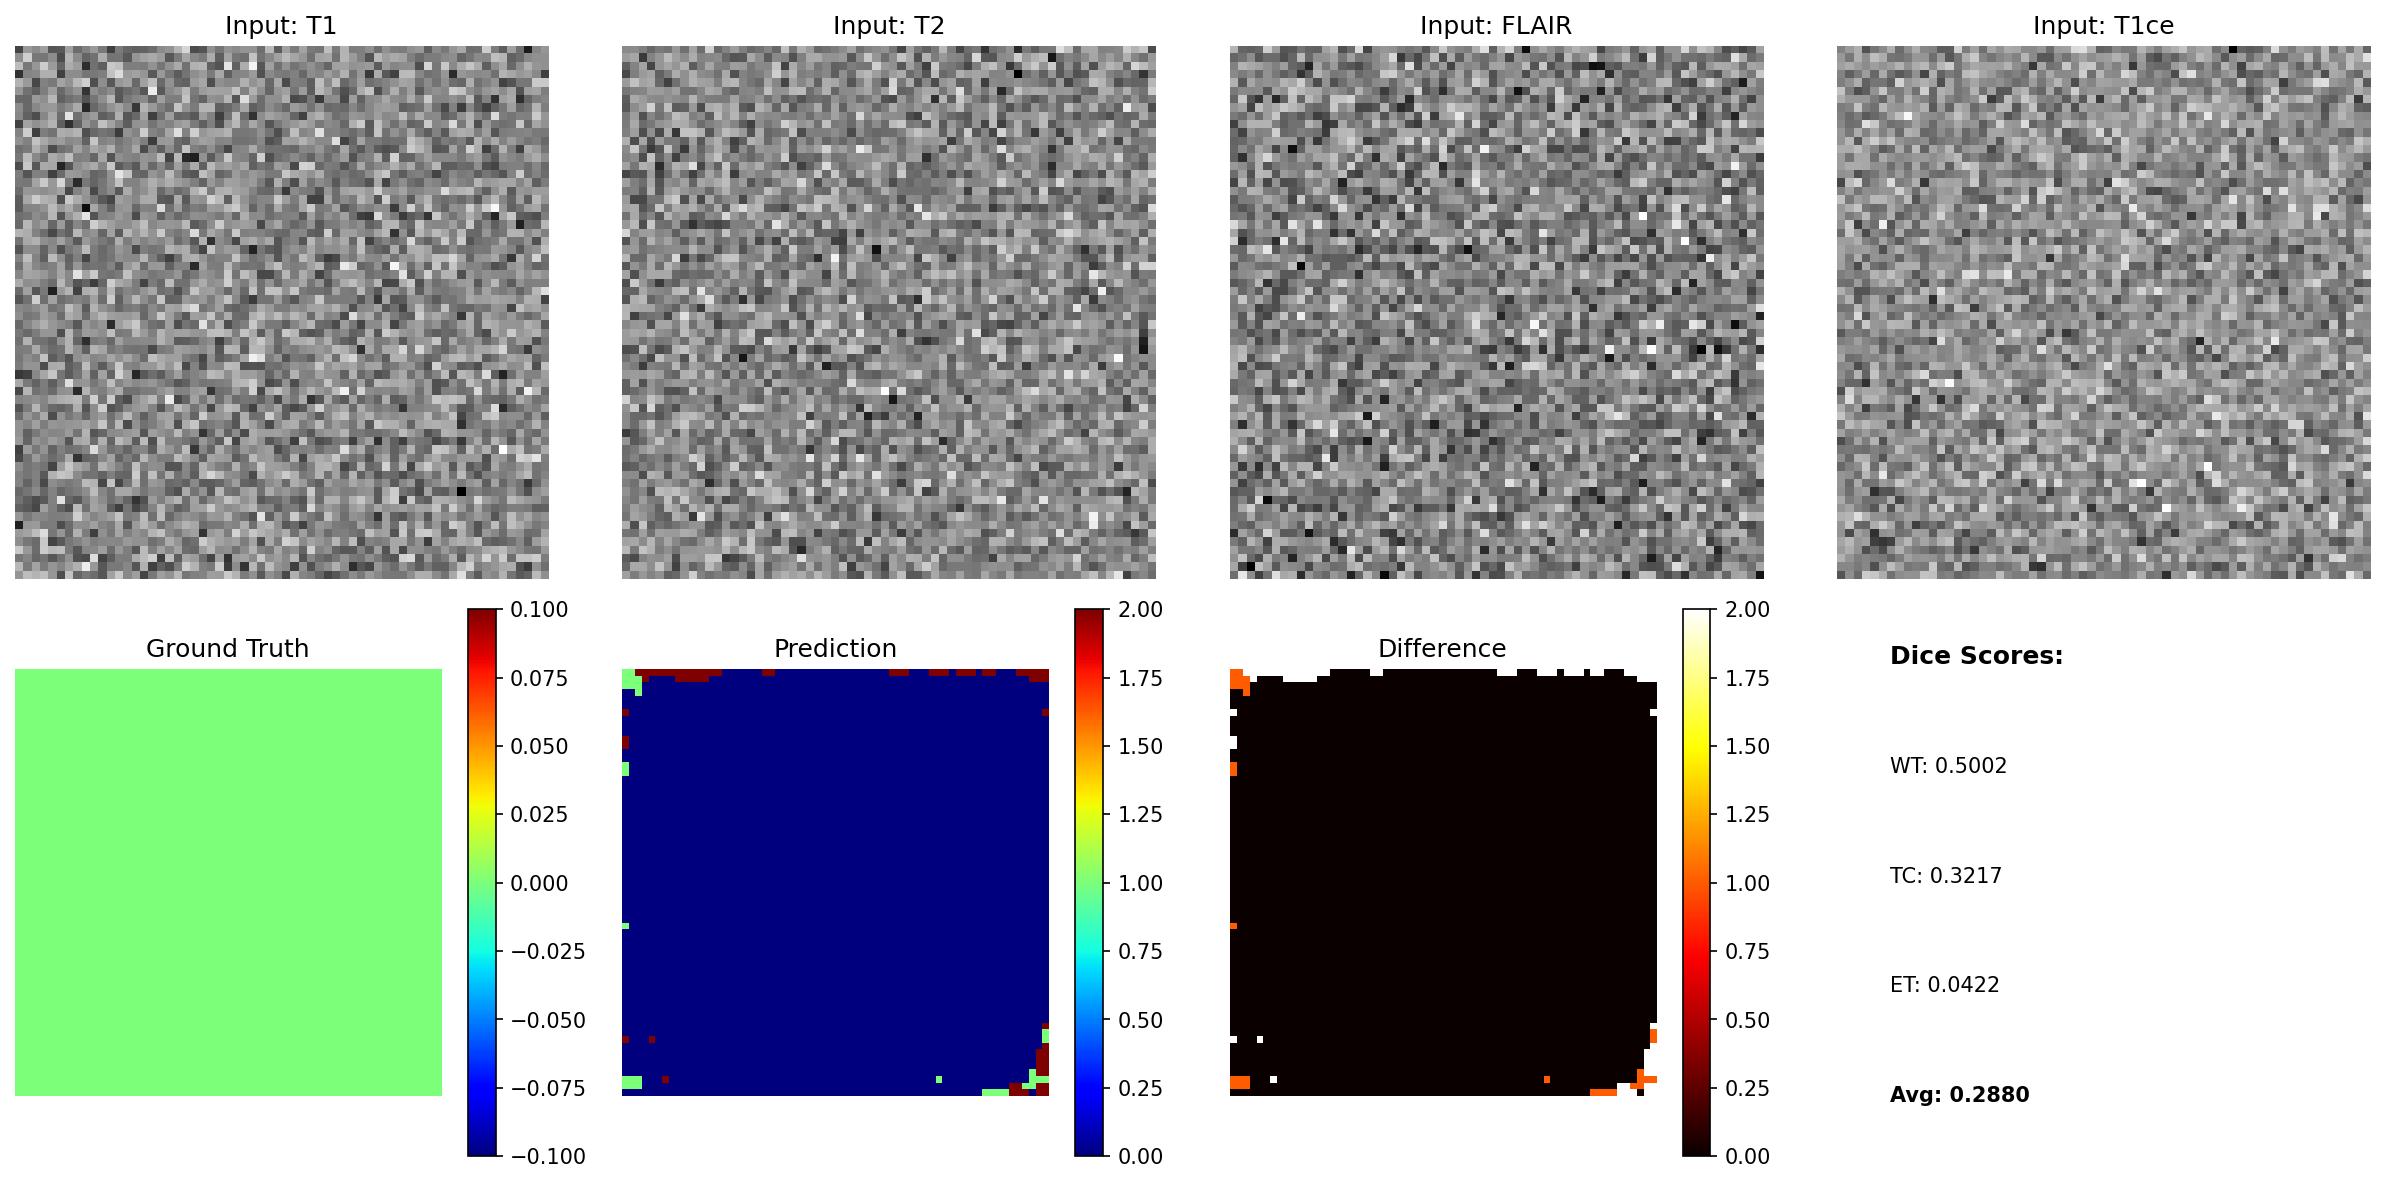 Input: T1
Input: T2
Input: FLAIR
Input: T1ce
Ground Truth
0.100
0.075
0.050
0.025
0.000
−0.025
−0.050
−0.075
−0.100
Prediction
2.00
1.75
1.50
1.25
1.00
0.75
0.50
0.25
0.00
Difference
2.00
1.75
1.50
1.25
1.00
0.75
0.50
0.25
0.00
Dice Scores:
WT: 0.5002
TC: 0.3217
ET: 0.0422
Avg: 0.2880